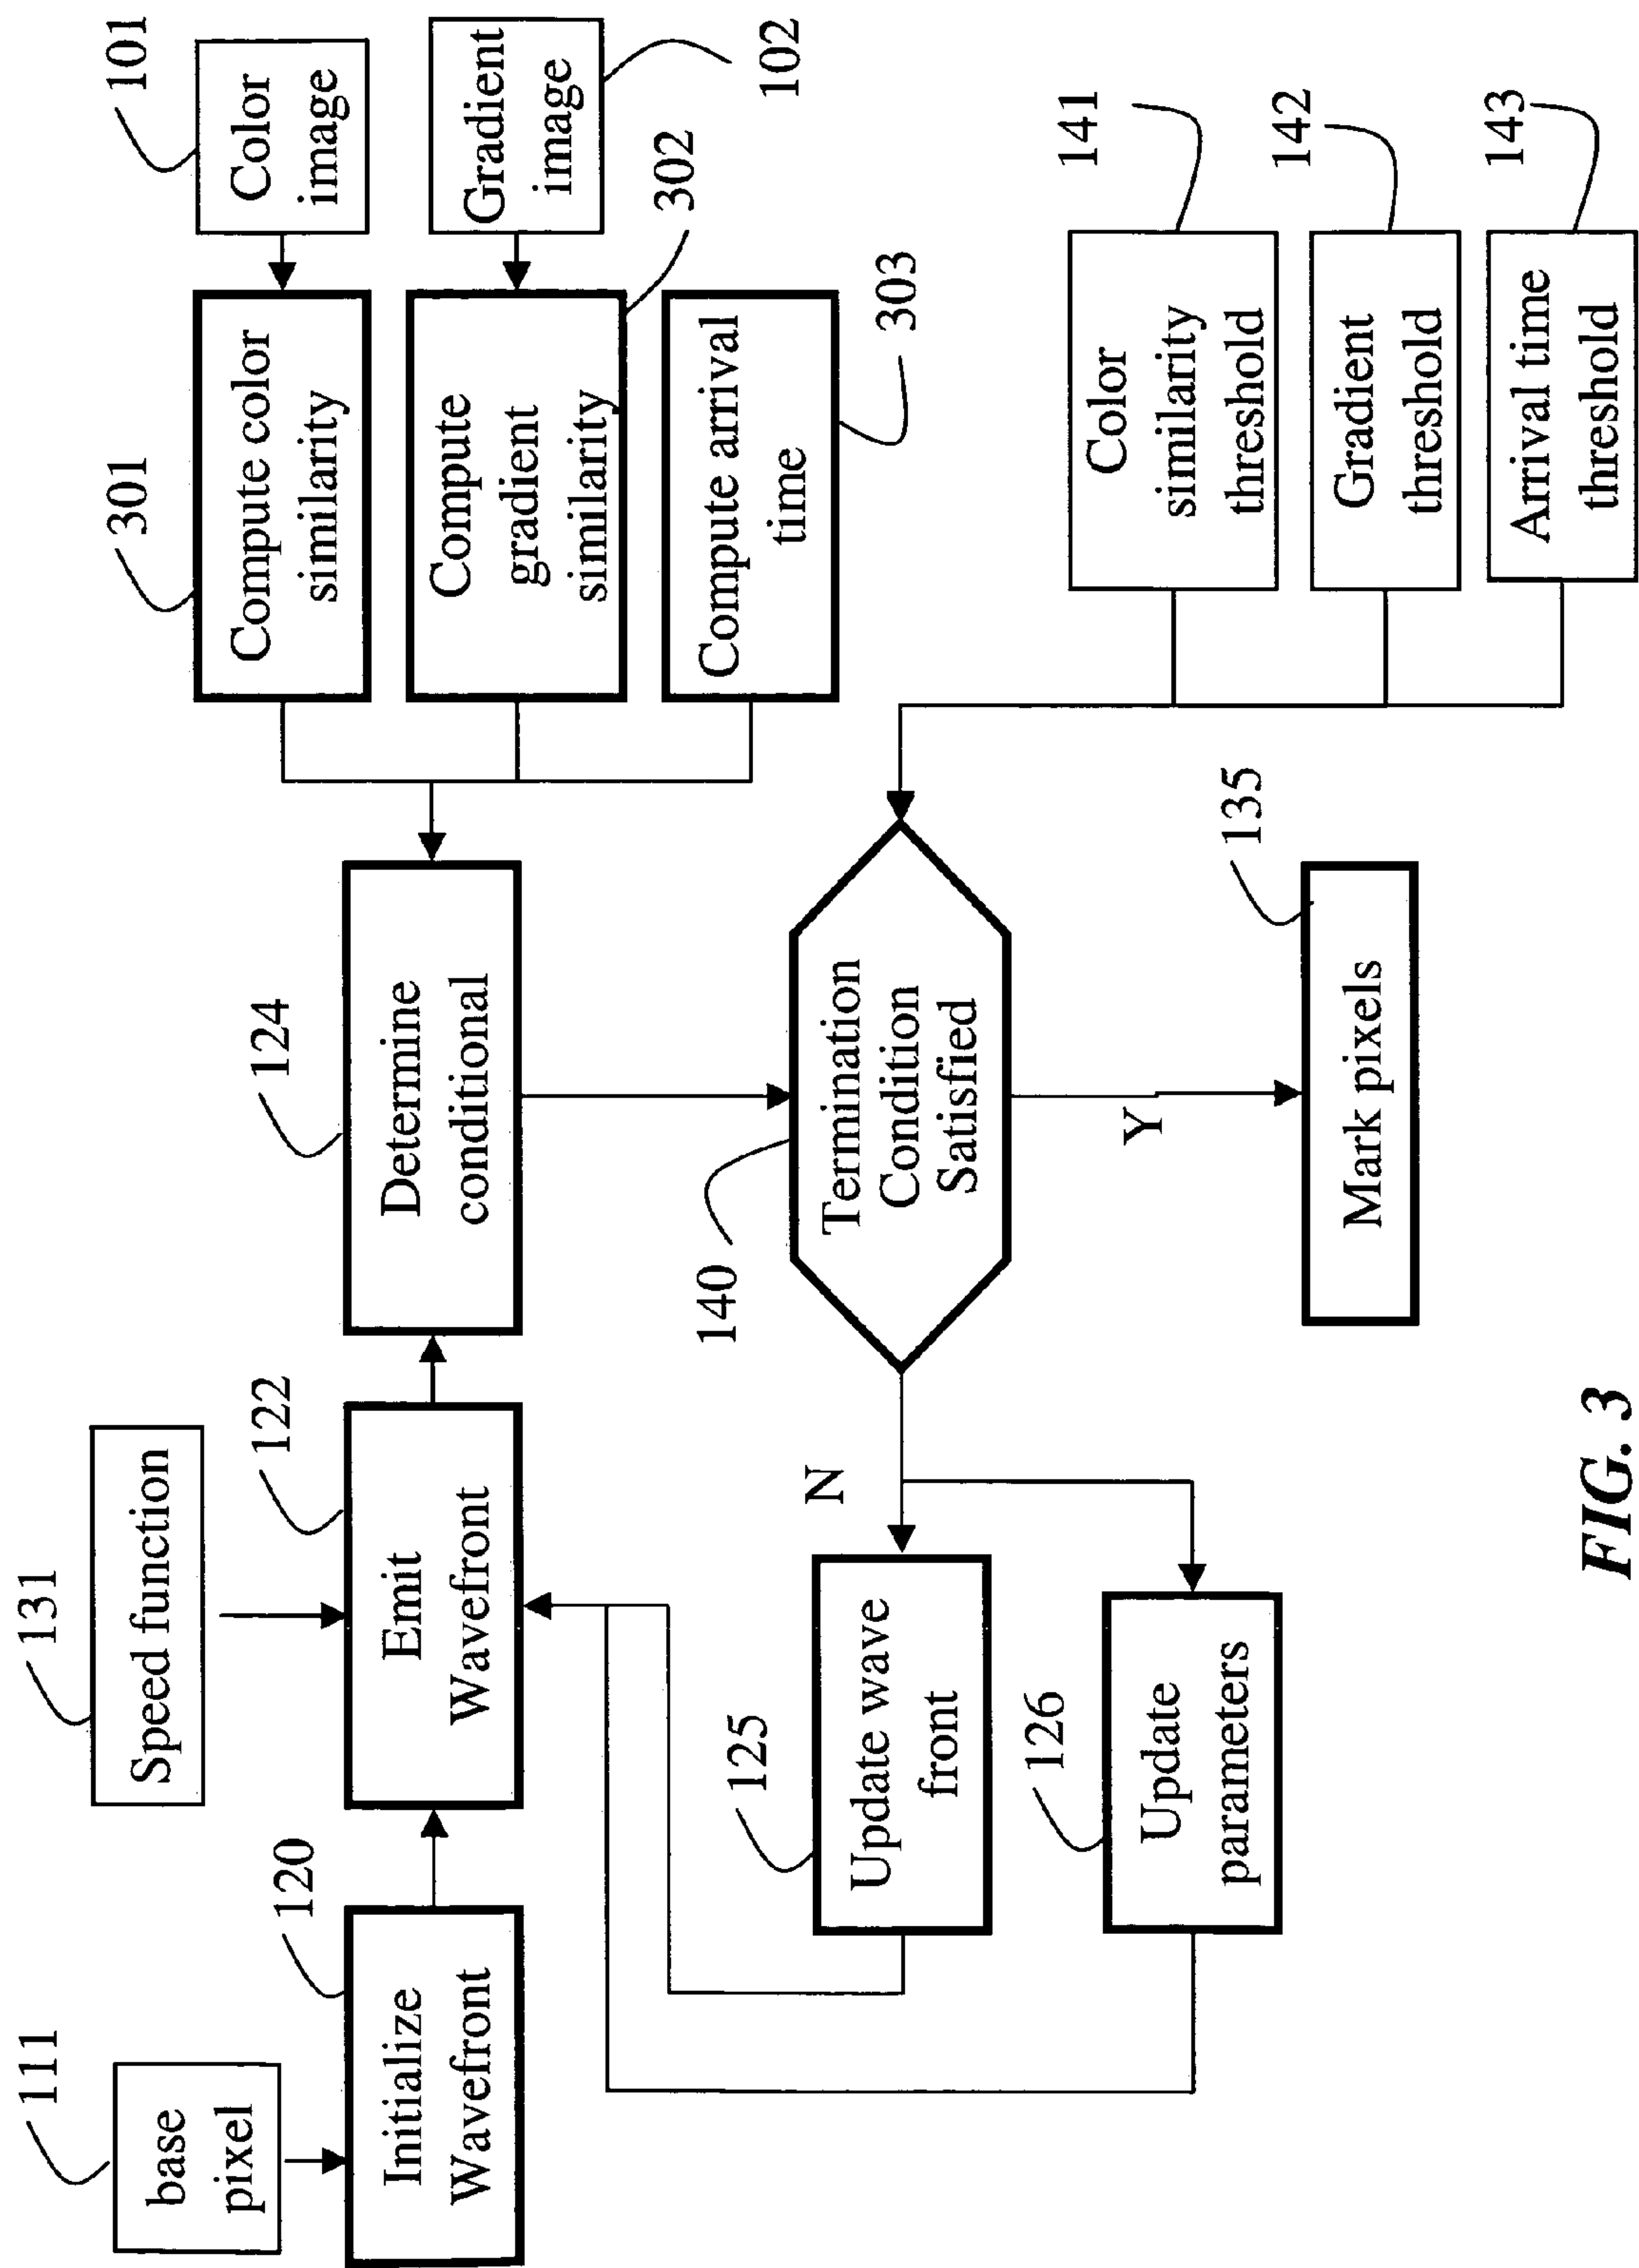 111
base
pixel
120
Initialize
Wavefront
131
Speed function
122
Emit
Wavefront
124
Determine
conditional
301
Compute color
similarity
101
Color
image
Compute
gradient
similarity
302
Gradient
image
102
Compute arrival
time
303
140
Termination
Condition
Satisfied
N
Y
125
Update wave
front
126
Update
parameters
135
Mark pixels
Color
similarity
threshold
141
Gradient
threshold
142
Arrival time
threshold
143
FIG. 3